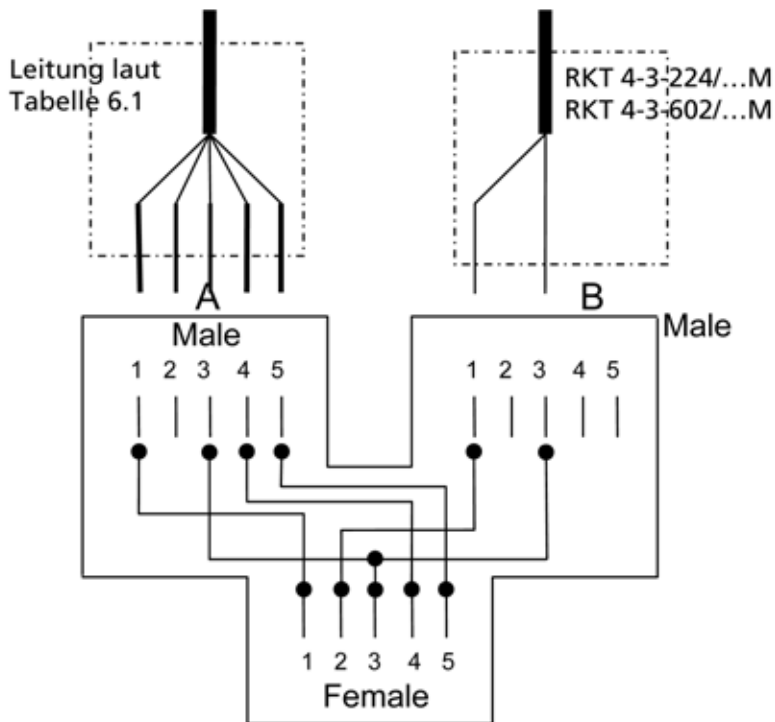 Leitung laut
Tabelle 6.1
RKT 4-3-224/...M
RKT 4-3-602/...M
A
B
Male
Male
1 2 3 4 5
1 2 3 4 5
1 2 3 4 5
Female